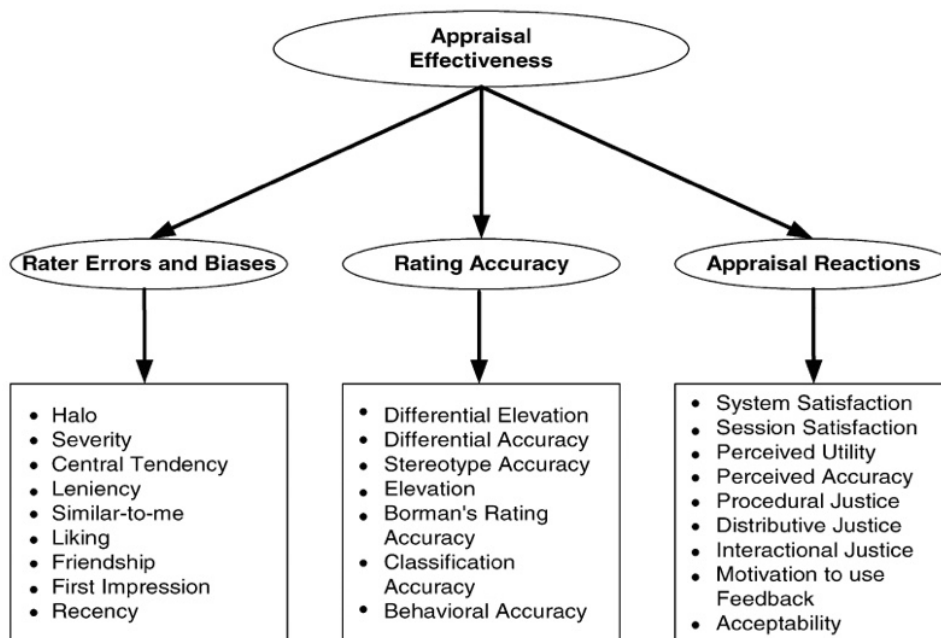 Appraisal
Effectiveness
Rater Errors and Biases
Rating Accuracy
Appraisal Reactions
• Halo
• Severity
• Central Tendency
• Leniency
• Similar-to-me
• Liking
• Friendship
• First Impression
• Recency
• Differential Elevation
• Differential Accuracy
• Stereotype Accuracy
• Elevation
• Borman's Rating
Accuracy
• Classification
Accuracy
• Behavioral Accuracy
• System Satisfaction
• Session Satisfaction
• Perceived Utility
• Perceived Accuracy
• Procedural Justice
• Distributive Justice
• Interactional Justice
• Motivation to use
Feedback
• Acceptability